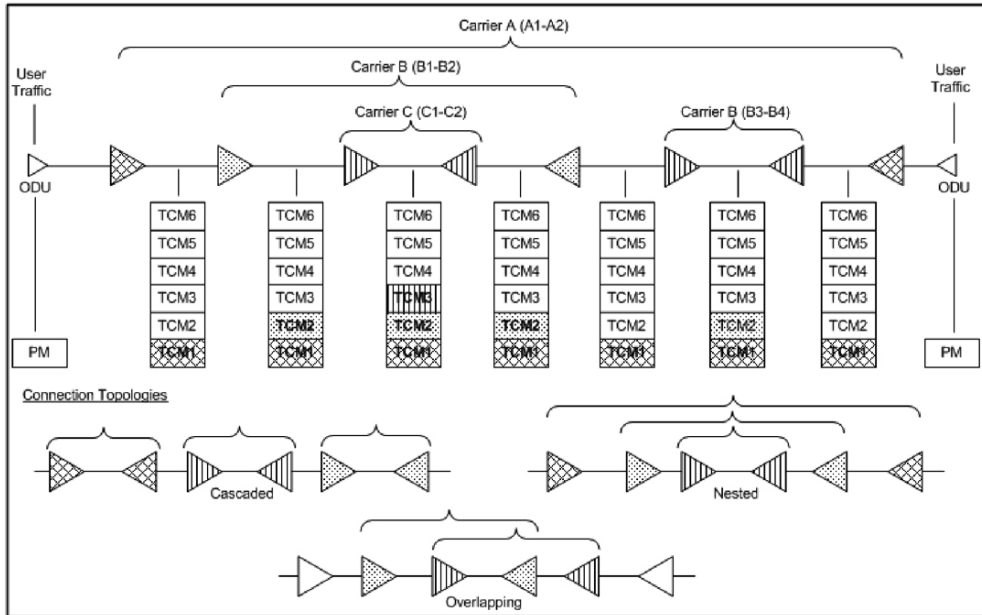 Carrier A (A1-A2)
User
Traffic
Carrier B (B1-B2)
User
Traffic
Carrier C (C1-C2)
Carrier B (B3-B4)
ODU
ODU
TCM6 TCM6 TCM6 TCM6 TCM6 TCM6 TCM6
TCM5 TCM5 TCM5 TCM5 TCM5 TCM5 TCM5
TCM4 TCM4 TCM4 TCM4 TCM4 TCM4 TCM4
TCM3 TCM3 TCM3 TCM3 TCM3 TCM3 TCM3
TCM2 TCM2 TCM2 TCM2 TCM2 TCM2 TCM2
PM TCM1 TCM1 TCM1 TCM1 TCM1 TCM1 TCM1 PM
Connection Topologies
Cascaded
Nested
Overlapping